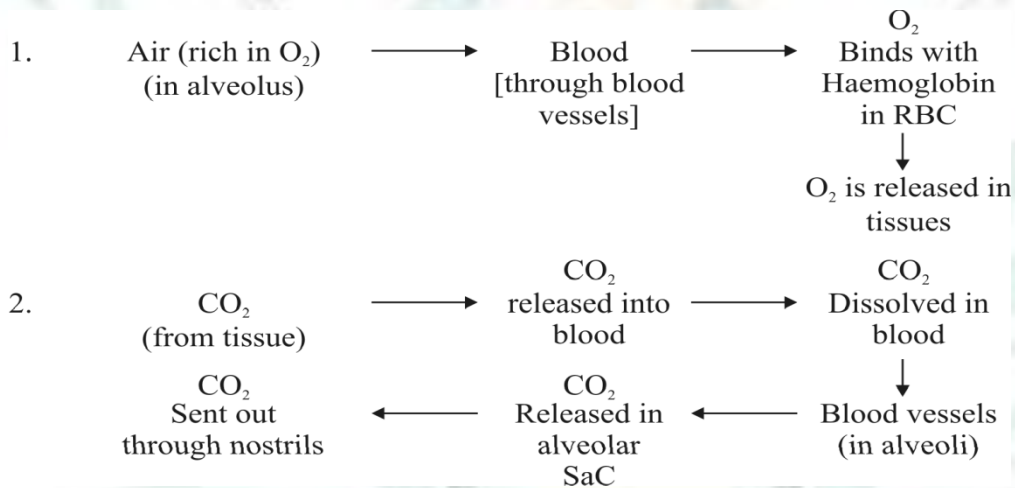 1.
Air (rich in O₂)
(in alveolus)
Blood
[through blood
vessels]
O₂
Binds with
Haemoglobin
in RBC
O₂ is released in
tissues
2.
CO₂
(from tissue)
CO₂
released into
blood
CO₂
Dissolved in
blood
Blood vessels
(in alveoli)
CO₂
Released in
alveolar
SaC
CO₂
Sent out
through nostrils